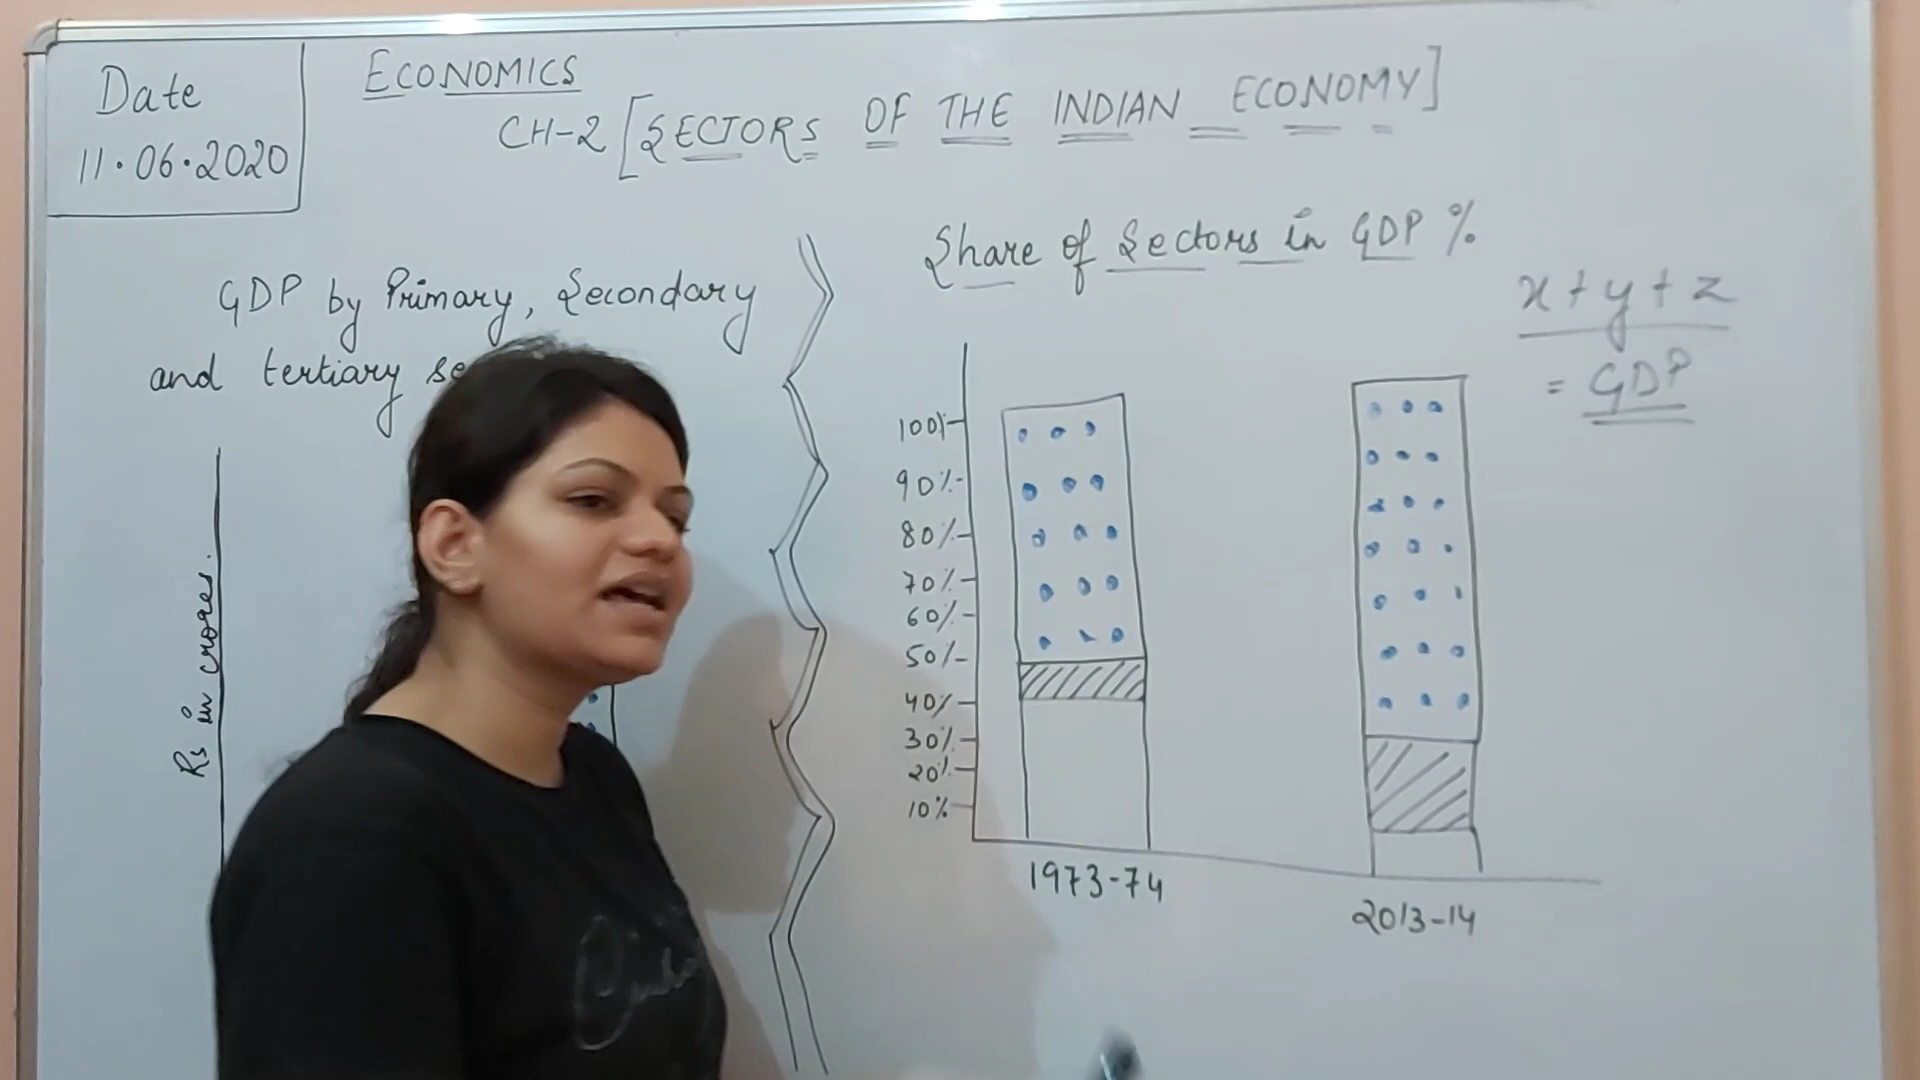 Date
11.06.2020
ECONOMICS
CH-2 [SECTORS OF THE INDIAN ECONOMY]
GDP by Primary, Secondary
and tertiary
Rs in crores.
Share of Sectors in GDP %
x + y + z
= GDP
100%
90%
80%
70%
60%
50%
40%
30%
20%
10%
1973-74
2013-14